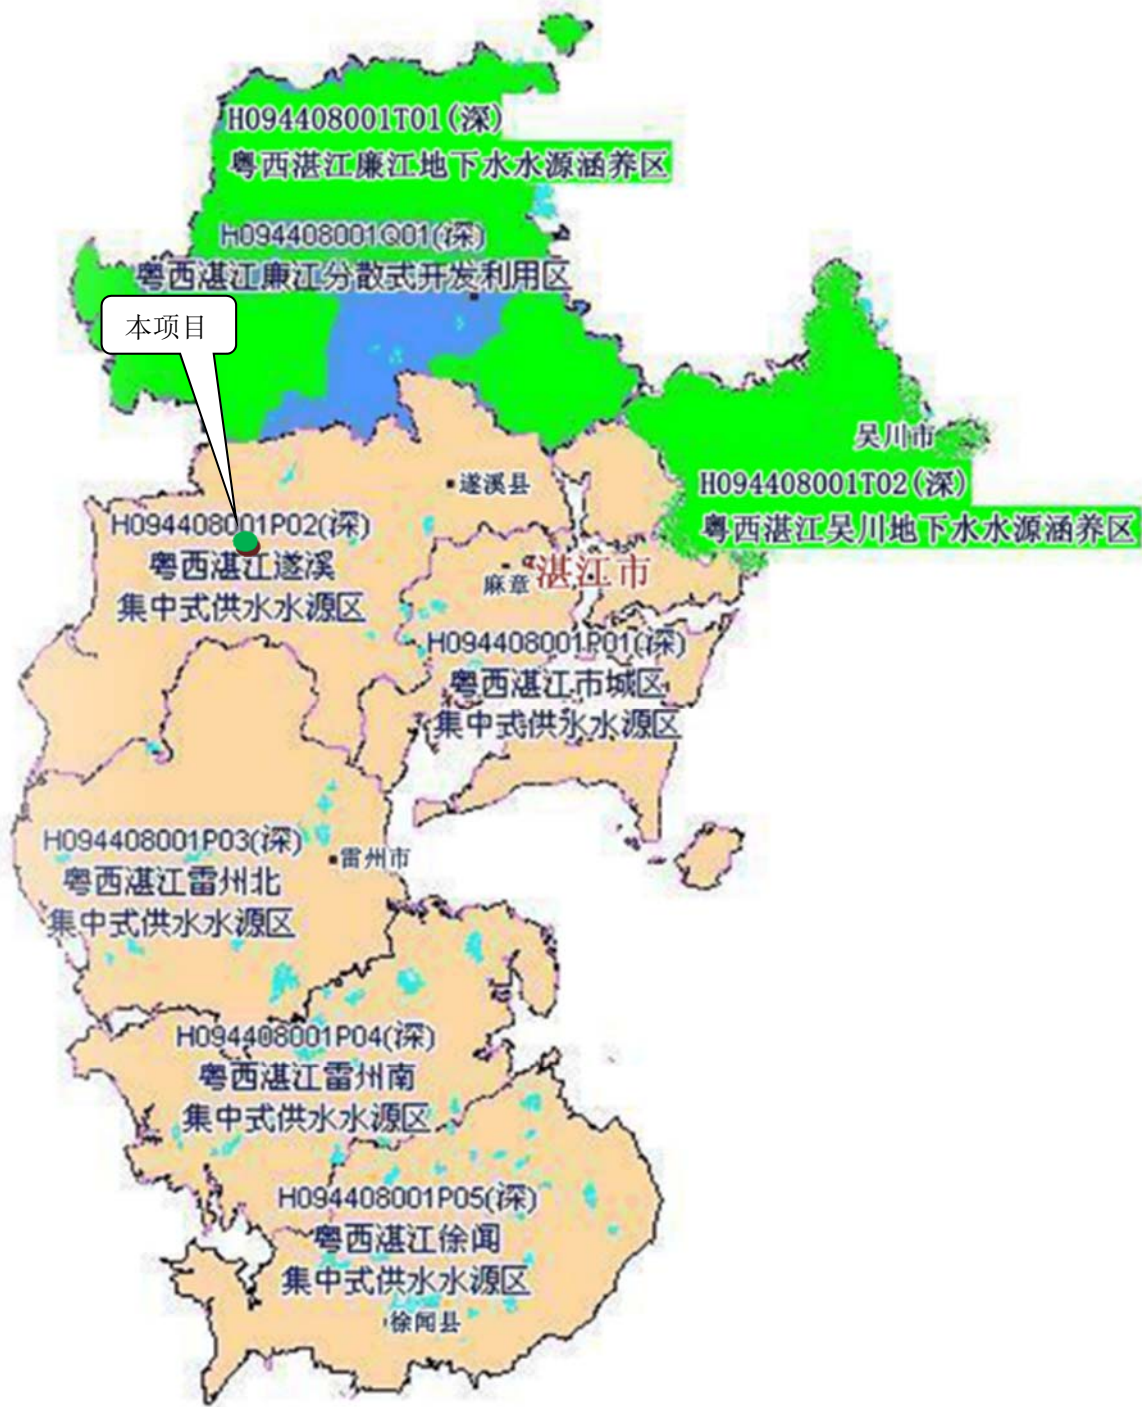 H094408001T01(深)
粤西湛江廉江地下水水源涵养区
H094408001Q01(深)
粤西湛江廉江分散式开发利用区
本项目
吴川市
遂溪县
H094408001T02(深)
粤西湛江吴川地下水水源涵养区
H094408001P02(深)
粤西湛江遂溪
集中式供水水源区
湛江市
麻章
H094408001P01(深)
粤西湛江市城区
集中式供水水源区
H094408001P03(深)
粤西湛江雷州北
集中式供水水源区
雷州市
H094408001P04(深)
粤西湛江雷州南
集中式供水水源区
H094408001P05(深)
粤西湛江徐闻
集中式供水水源区
徐闻县